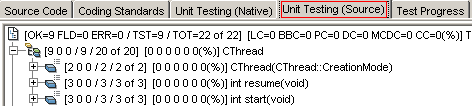 Source Code Coding Standards Unit Testing (Native) Unit Testing (Source) Test Progress
[OK=9 FLD=0 ERR=0 / TST=9 / TOT=22 of 22] [LC=0 BBC=0 PC=0 DC=0 MCDC=0 CC=0(%)] T
[9 0 0 / 9 / 20 of 20] [0 0 0 0 0 0(%)] CThread
[2 0 0 / 2 / 2 of 2] [0 0 0 0 0 0(%)] CThread(CThread::CreationMode)
[3 0 0 / 3 / 3 of 3] [0 0 0 0 0 0(%)] int resume(void)
[3 0 0 / 3 / 3 of 3] [0 0 0 0 0 0(%)] int start(void)